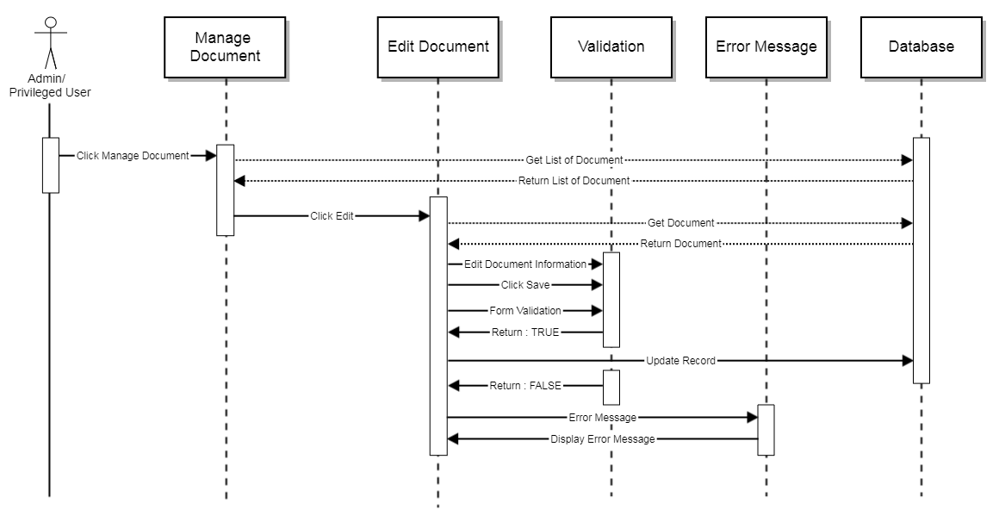 Manage
Document
Edit Document
Validation
Error Message
Database
Admin/
Privileged User
Click Manage Document
Get List of Document
Return List of Document
Click Edit
Get Document
Return Document
Edit Document Information
Click Save
Form Validation
Return : TRUE
Update Record
Return : FALSE
Error Message
Display Error Message